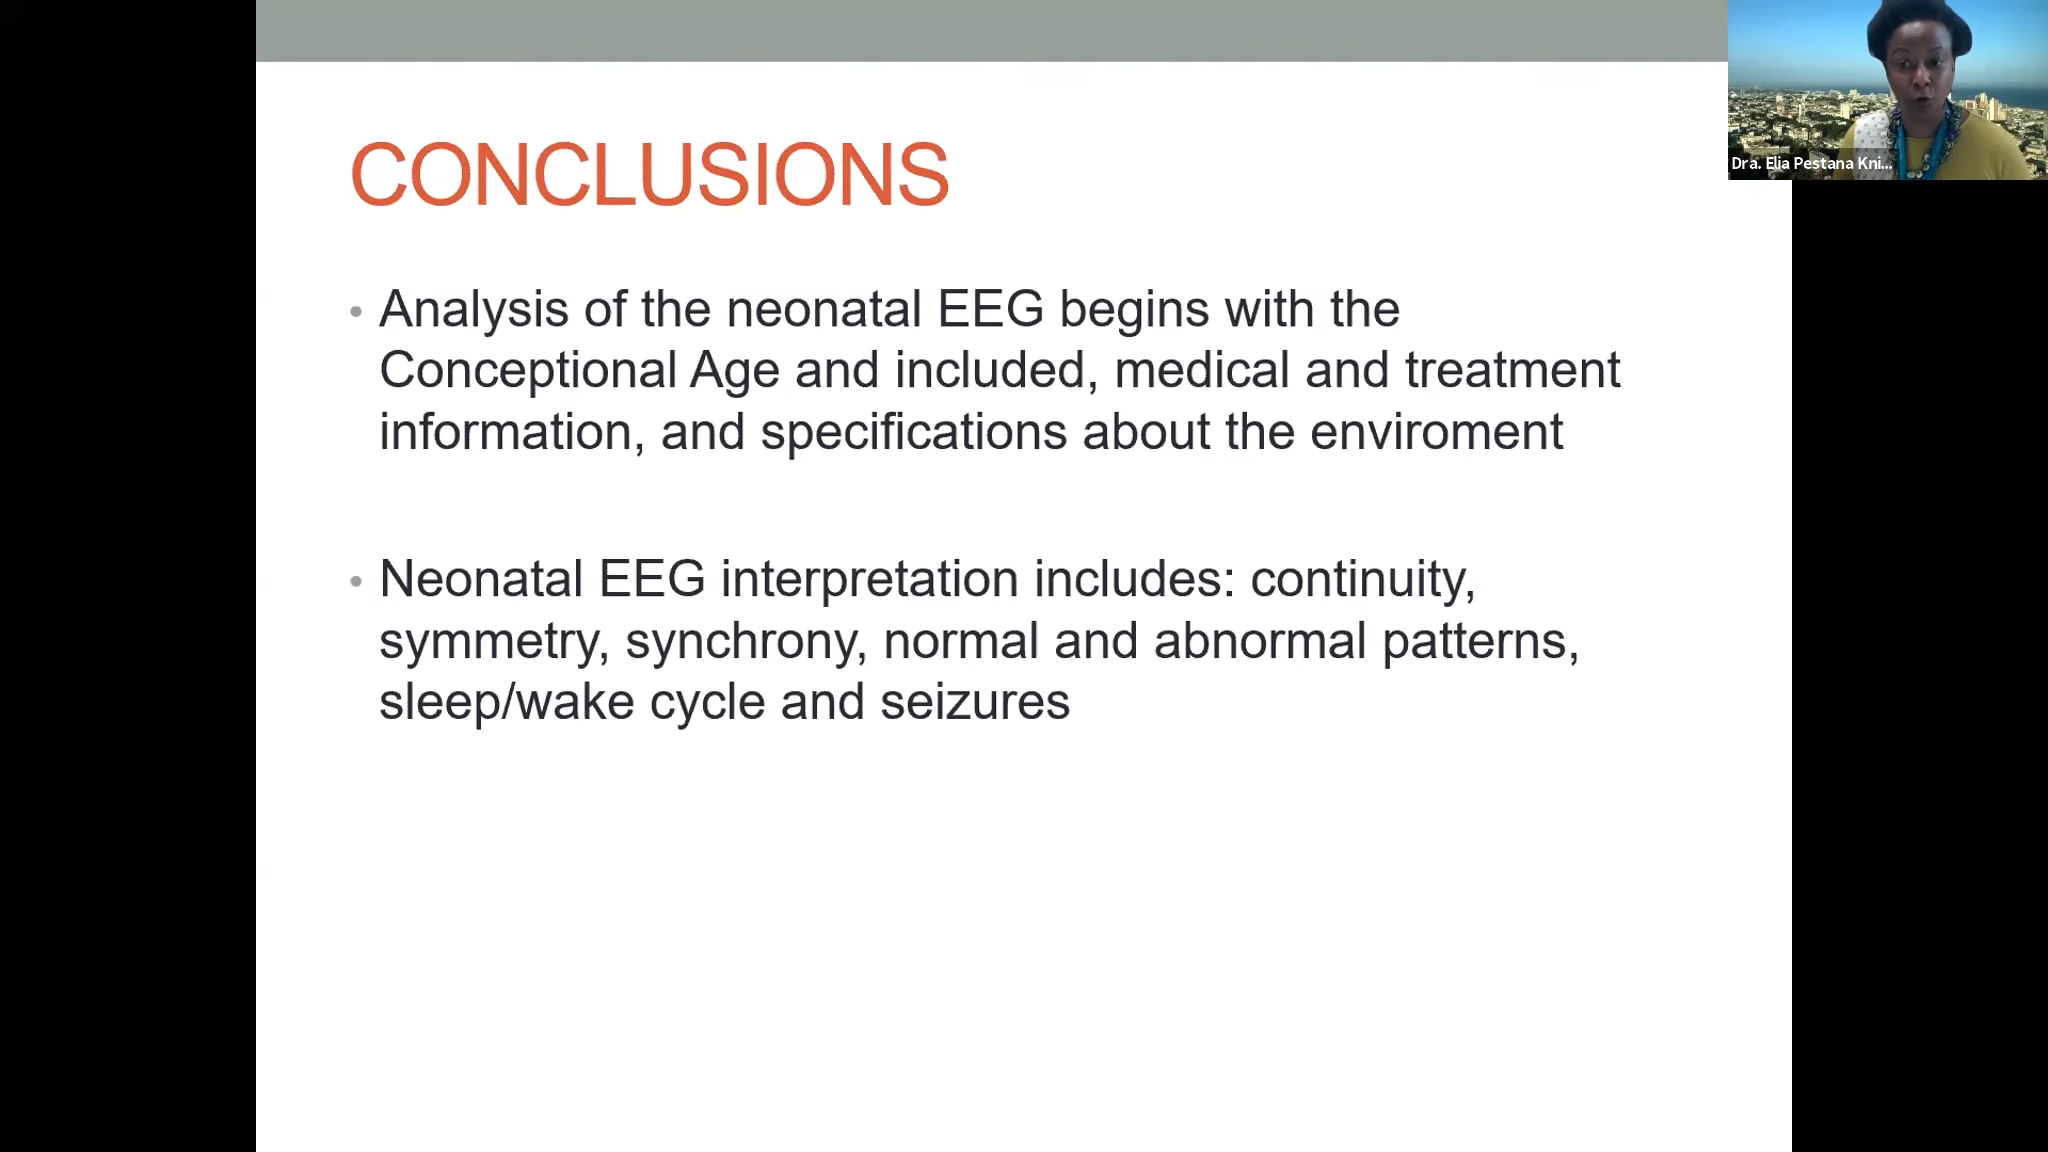 CONCLUSIONS
• Analysis of the neonatal EEG begins with the
Conceptional Age and included, medical and treatment
information, and specifications about the enviroment
• Neonatal EEG interpretation includes: continuity,
symmetry, synchrony, normal and abnormal patterns,
sleep/wake cycle and seizures
Dra. Elia Pestana Kni...